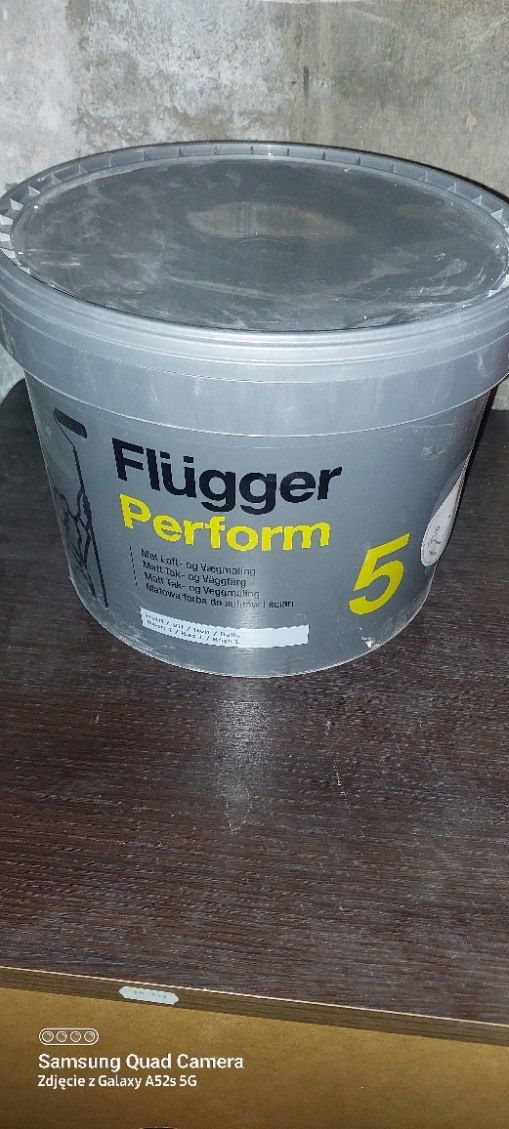 Flügger
Perform
5
Mat Loft- og Vægmaling
Matt Tak- og Väggfärg
Matt Tak- og Veggmaling
Matowa farba do sufitów i ścian
Samsung Quad Camera
Zdjęcie z Galaxy A52s 5G